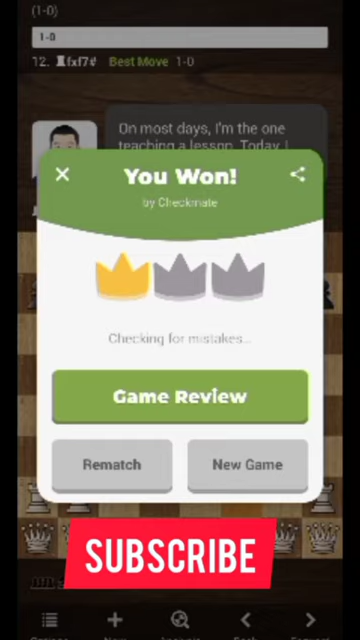 (1-0)
1-0
12. ♜fxf7# Best Move 1-0
On most days, I'm the one
teaching a lesson. Today I
You Won!
by Checkmate
Checking for mistakes...
Game Review
Rematch New Game
SUBSCRIBE